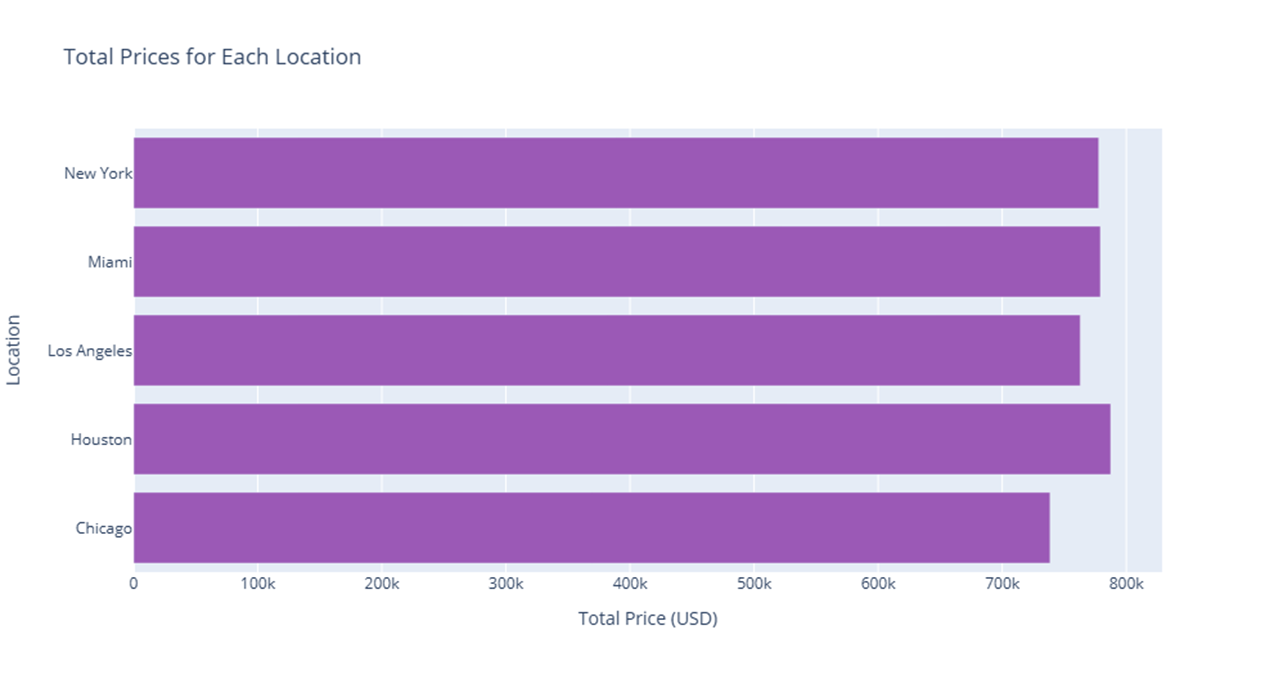 Total Prices for Each Location
New York
Miami
Los Angeles
Houston
Chicago
Location
0 100k 200k 300k 400k 500k 600k 700k 800k
Total Price (USD)